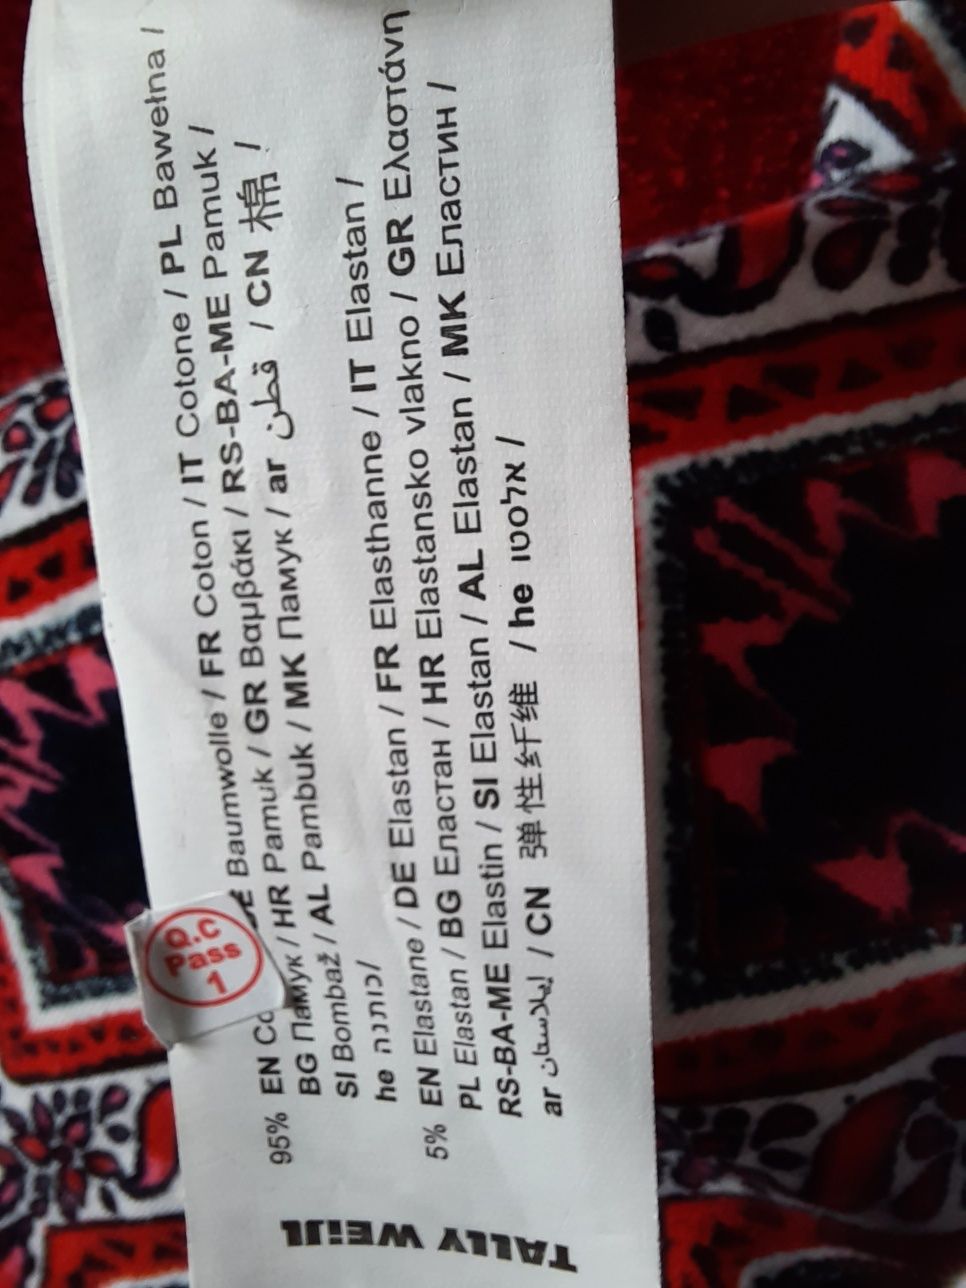 TALLY WEiJL
95% EN Co DE Baumwolle / FR Coton / IT Cotone / PL Bawełna /
BG Памук / HR Pamuk / GR Βαμβάκι / RS-BA-ME Pamuk /
SI Bombaž / AL Pambuk / MK Памук / ar قطن / CN 棉 /
he כותנה/
5% EN Elastane / DE Elastan / FR Elasthanne / IT Elastan /
PL Elastan / BG Еластан / HR Elastansko vlakno / GR Ελαστάνη
RS-BA-ME Elastin / SI Elastan / AL Elastan / MK Еластин /
ar إيلاستان / CN 弹性纤维 / he אלסטו /
Q.C
Pass
1